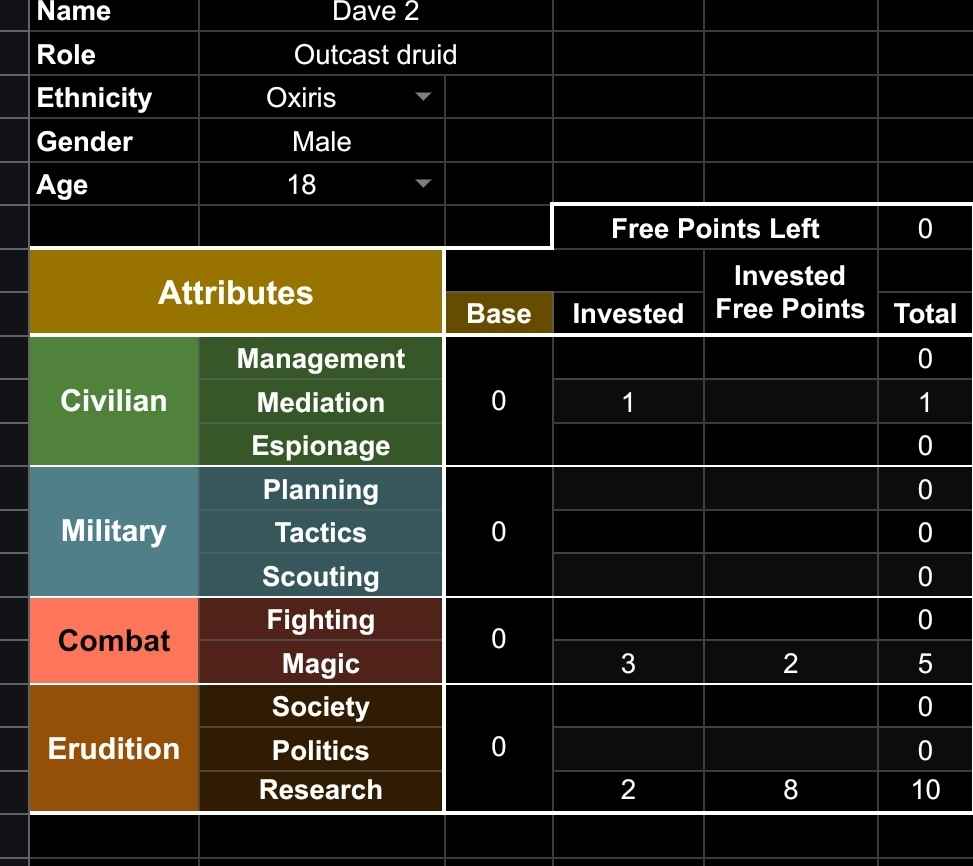 Name Dave 2
Role Outcast druid
Ethnicity Oxiris
Gender Male
Age 18
Free Points Left 0
Attributes Base Invested Invested Free Points Total
Civilian 0
Management 0
Mediation 1 1
Espionage 0
Military 0
Planning 0
Tactics 0
Scouting 0
Combat 0
Fighting 0
Magic 3 2 5
Erudition 0
Society 0
Politics 0
Research 2 8 10